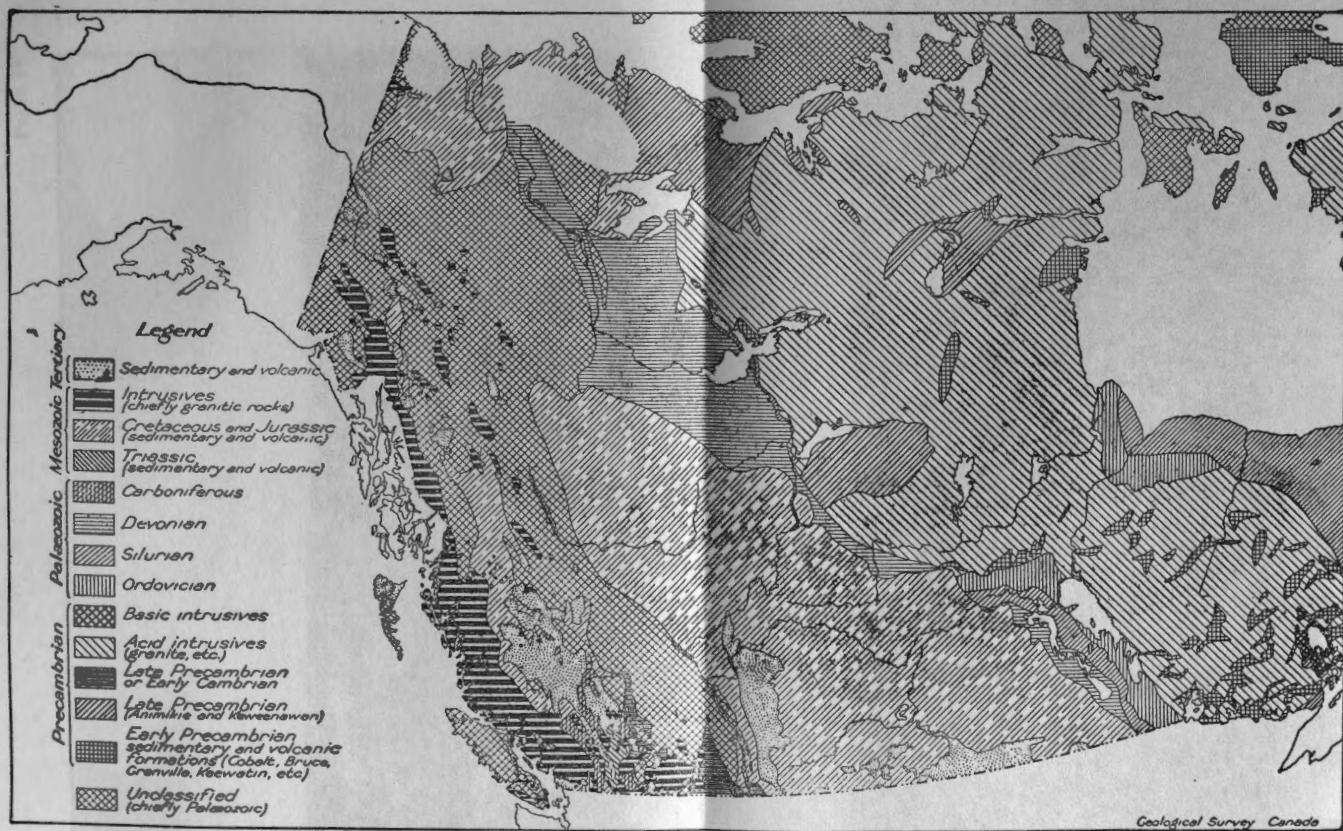 Legend
Tertiary
Sedimentary and volcanic
Mesozoic
Intrusives
(chiefly granitic rocks)
Cretaceous and Jurassic
(sedimentary and volcanic)
Triassic
(sedimentary and volcanic)
Palæozoic
Carboniferous
Devonian
Silurian
Ordovician
Precambrian
Basic intrusives
Acid intrusives
(granite, etc.)
Late Precambrian
or Early Cambrian
Late Precambrian
(Animikie and Keweenawan)
Early Precambrian
sedimentary and volcanic
formations (Cobalt, Bruce,
Grenville, Keewatin, etc)
Unclassified
(chiefly Palæozoic)
Geological Survey Canada